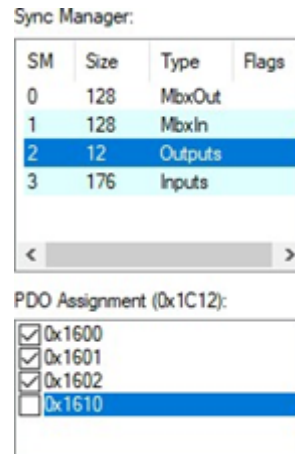 Sync Manager:
SM Size Type Flags
0 128 MbxOut
1 128 MbxIn
2 12 Outputs
3 176 Inputs
PDO Assignment (0x1C12):
0x1600
0x1601
0x1602
0x1610